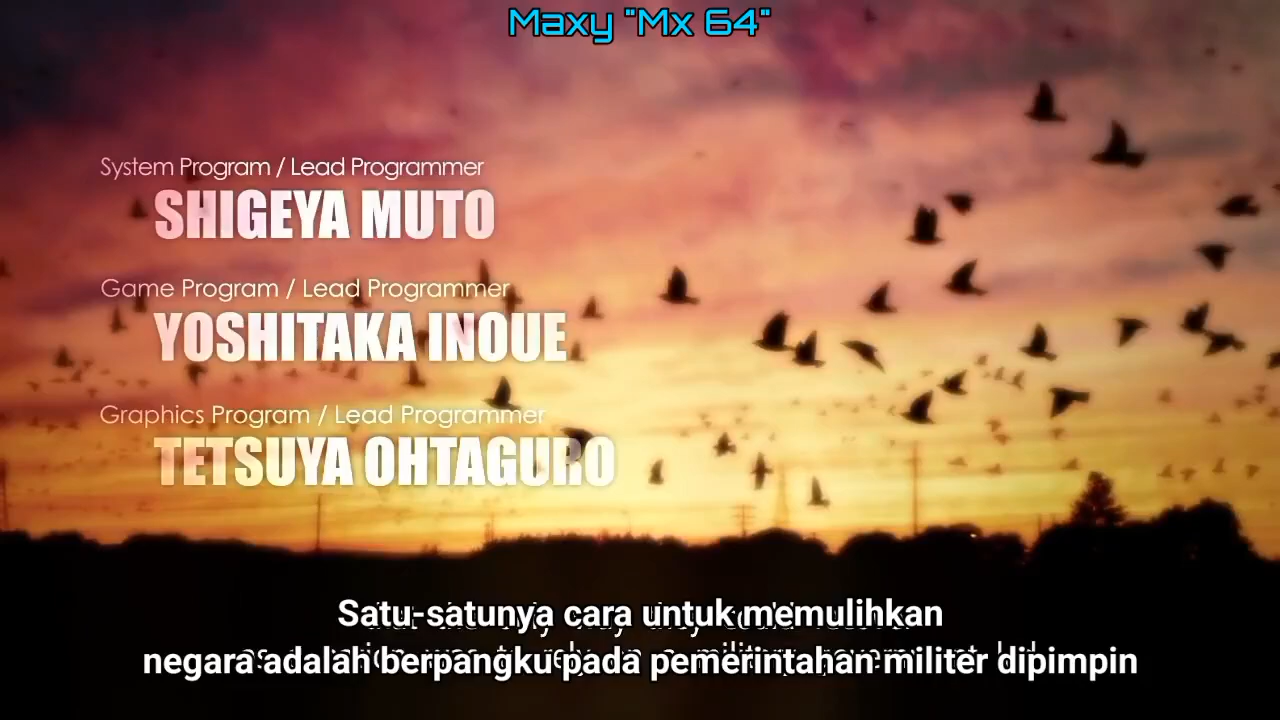 Maxy "Mx 64"
System Program / Lead Programmer
SHIGEYA MUTO
Game Program / Lead Programmer
YOSHITAKA INOUE
Graphics Program / Lead Programmer
TETSUYA OHTAGURO
Satu-satunya cara untuk memulihkan
negara adalah berpangku pada pemerintahan militer dipimpin